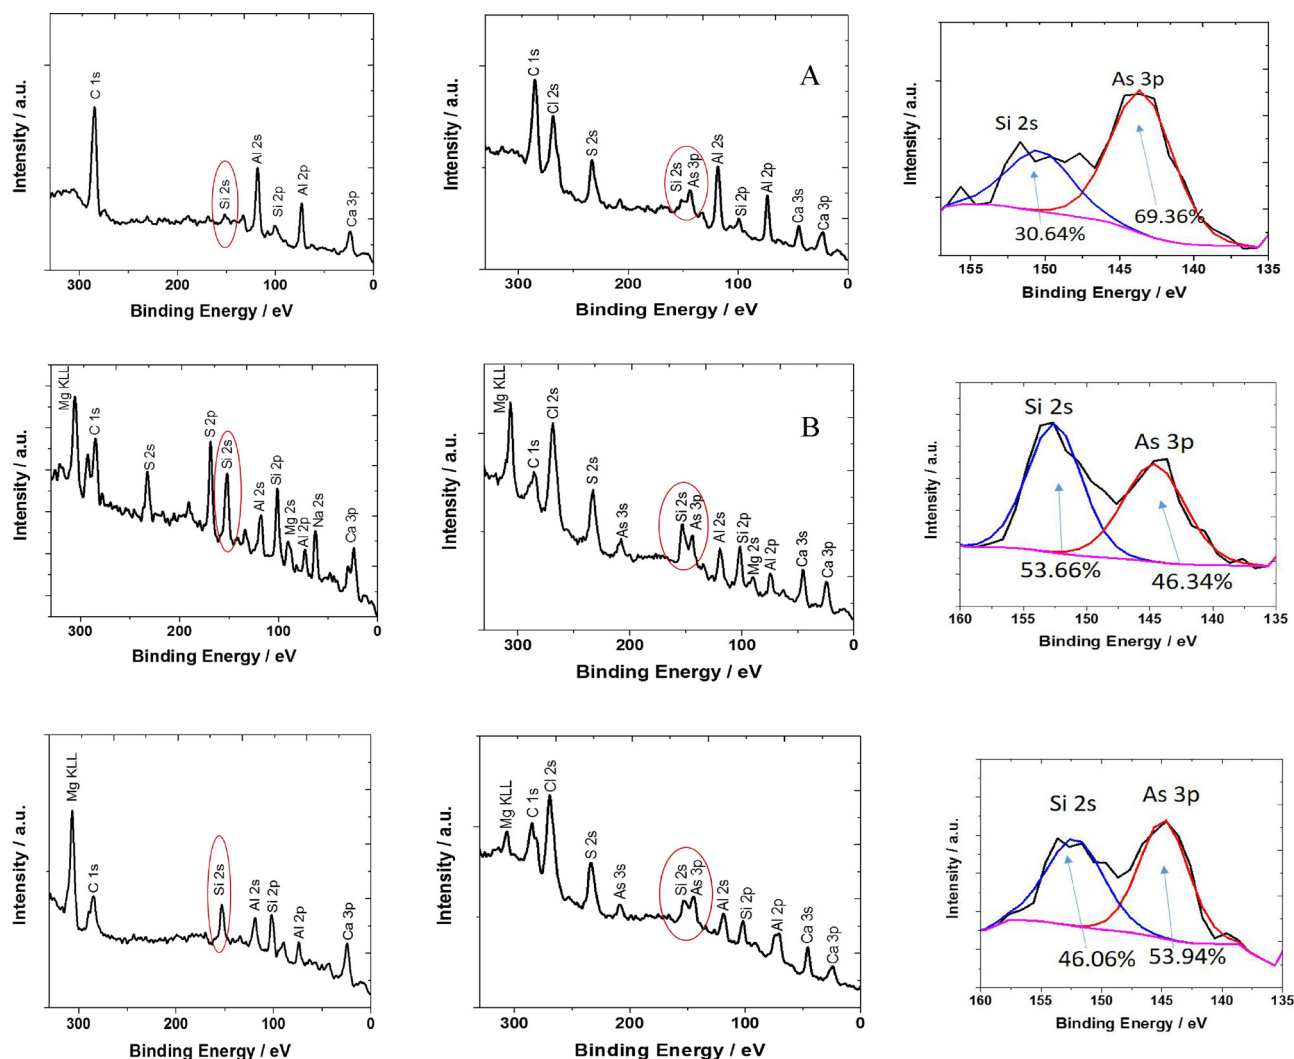 Intensity / a.u.
C 1s
Si 2s
Al 2s
Si 2p
Al 2p
Ca 3p
300
200
100
0
Binding Energy / eV
A
Intensity / a.u.
C 1s
Cl 2s
S 2s
Si 2s
As 3p
Al 2s
Si 2p
Al 2p
Ca 3s
Ca 3p
300
200
100
0
Binding Energy / eV
Intensity / a.u.
Si 2s
As 3p
30.64%
69.36%
155
150
145
140
135
Binding Energy / eV
Intensity / a.u.
Mg KLL
C 1s
S 2s
S 2p
Si 2s
Al 2s
Si 2p
Mg 2s
Al 2p
Na 2s
Ca 3p
300
200
100
0
Binding Energy / eV
B
Intensity / a.u.
Mg KLL
C 1s
Cl 2s
S 2s
As 3s
Si 2s
As 3p
Al 2s
Si 2p
Mg 2s
Al 2p
Ca 3s
Ca 3p
300
200
100
0
Binding Energy / eV
Intensity / a.u.
Si 2s
As 3p
53.66%
46.34%
160
155
150
145
140
135
Binding Energy / eV
Intensity / a.u.
Mg KLL
C 1s
Si 2s
Al 2s
Si 2p
Al 2p
Ca 3p
300
200
100
0
Binding Energy / eV
Intensity / a.u.
Mg KLL
C 1s
Cl 2s
S 2s
As 3s
Si 2s
As 3p
Al 2s
Si 2p
Al 2p
Ca 3s
Ca 3p
300
200
100
0
Binding Energy / eV
Intensity / a.u.
Si 2s
As 3p
46.06%
53.94%
160
155
150
145
140
135
Binding Energy / eV